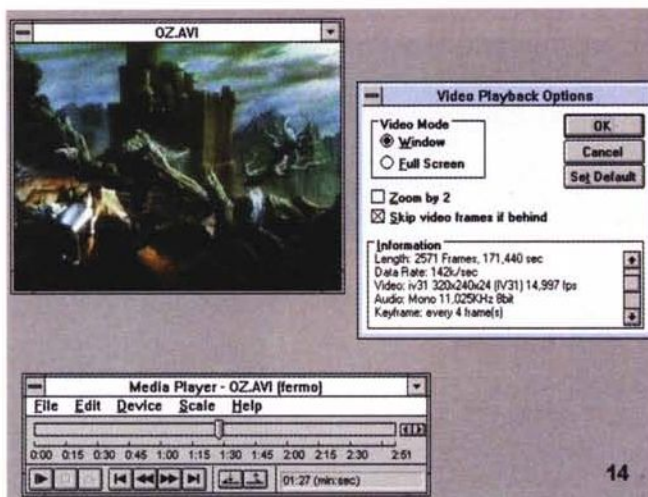 OZ.AVI
Video Playback Options
Video Mode
Window
Full Screen
OK
Cancel
Set Default
Zoom by 2
Skip video frames if behind
Information
Length: 2571 Frames, 171,440 sec
Data Rate: 142k/sec
Video: iv31 320x240x24 (IV31) 14,997 fps
Audio: Mono 11,025KHz 8bit
Keyframe: every 4 frame(s)
Media Player - OZ.AVI (fermo)
File Edit Device Scale Help
0:00 0:15 0:30 0:45 1:00 1:15 1:30 1:45 2:00 2:15 2:30 2:51
01:27 (min:sec)
14